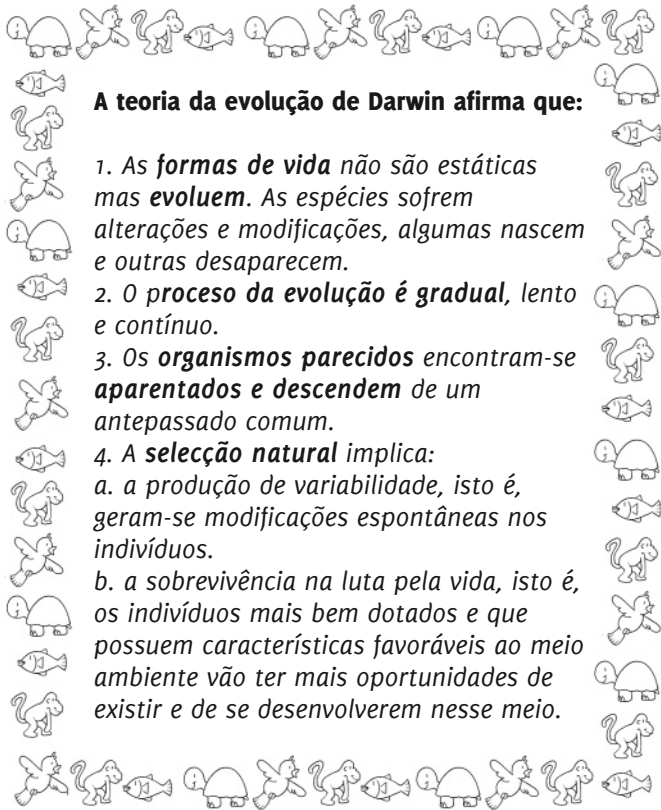 A teoria da evolução de Darwin afirma que:
1. As formas de vida não são estáticas
mas evoluem. As espécies sofrem
alterações e modificações, algumas nascem
e outras desaparecem.
2. O proceso da evolução é gradual, lento
e contínuo.
3. Os organismos parecidos encontram-se
aparentados e descendem de um
antepassado comum.
4. A selecção natural implica:
a. a produção de variabilidade, isto é,
geram-se modificações espontâneas nos
indivíduos.
b. a sobrevivência na luta pela vida, isto é,
os indivíduos mais bem dotados e que
possuem características favoráveis ao meio
ambiente vão ter mais oportunidades de
existir e de se desenvolverem nesse meio.